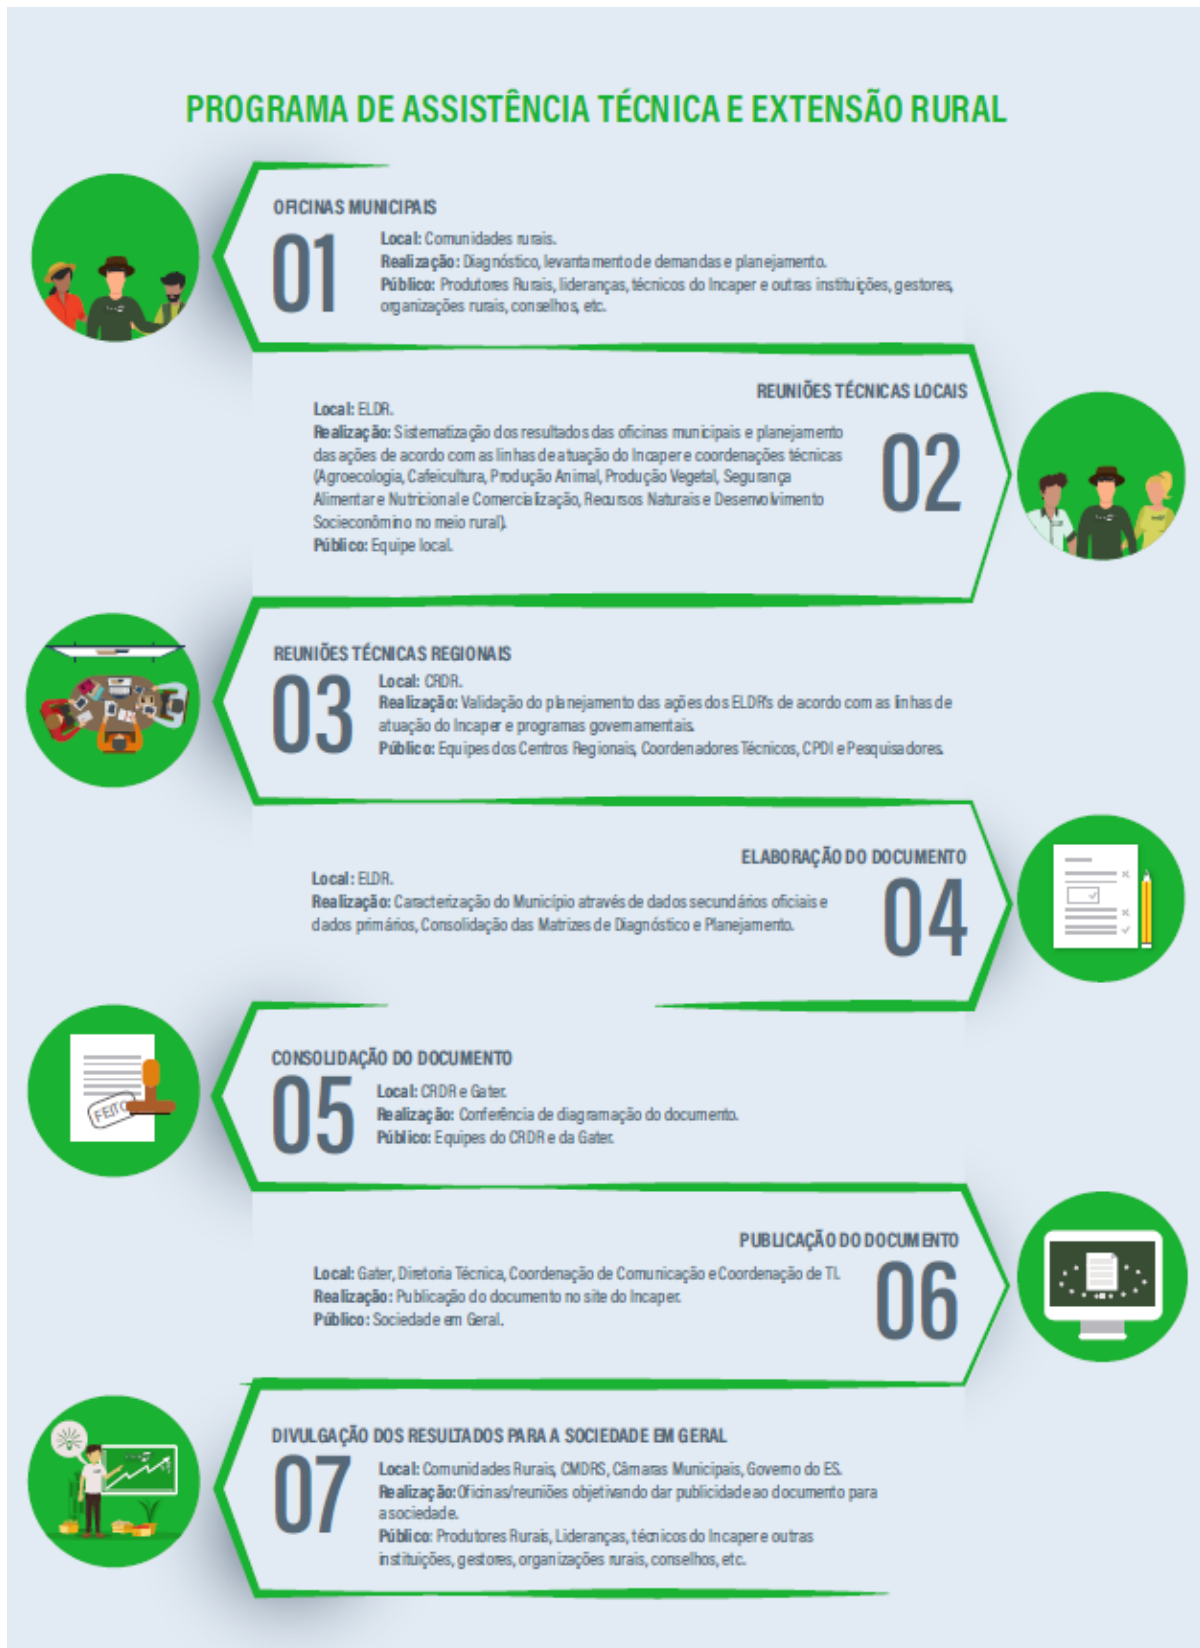 PROGRAMA DE ASSISTÊNCIA TÉCNICA E EXTENSÃO RURAL
OFICINAS MUNICIPAIS
01
Local: Comunidades rurais.
Realização: Diagnóstico, levantamento de demandas e planejamento.
Público: Produtores Rurais, lideranças, técnicos do Incaper e outras instituições, gestores,
organizações rurais, conselhos, etc.
REUNIÕES TÉCNICAS LOCAIS
02
Local: ELDR.
Realização: Sistematização dos resultados das oficinas municipais e planejamento
das ações de acordo com as linhas de atuação do Incaper e coordenações técnicas
(Agroecologia, Cafeicultura, Produção Animal, Produção Vegetal, Segurança
Alimentar e Nutricional e Comercialização, Recursos Naturais e Desenvolvimento
Socieconômino no meio rural).
Público: Equipe local.
REUNIÕES TÉCNICAS REGIONAIS
03
Local: CRDR.
Realização: Validação do planejamento das ações dos ELDR's de acordo com as linhas de
atuação do Incaper e programas governamentais.
Público: Equipes dos Centros Regionais, Coordenadores Técnicos, CPDI e Pesquisadores.
ELABORAÇÃO DO DOCUMENTO
04
Local: ELDR.
Realização: Caracterização do Município através de dados secundários oficiais e
dados primários, Consolidação das Matrizes de Diagnóstico e Planejamento.
CONSOLIDAÇÃO DO DOCUMENTO
05
Local: CRDR e Gater.
Realização: Conferência de diagramação do documento.
Público: Equipes do CRDR e da Gater.
FEITO
PUBLICAÇÃO DO DOCUMENTO
06
Local: Gater, Diretoria Técnica, Coordenação de Comunicação e Coordenação de TI.
Realização: Publicação do documento no site do Incaper.
Público: Sociedade em Geral.
DIVULGAÇÃO DOS RESULTADOS PARA A SOCIEDADE EM GERAL
07
Local: Comunidades Rurais, CMDRS, Câmaras Municipais, Governo do ES.
Realização: Oficinas/reuniões objetivando dar publicidade ao documento para
a sociedade.
Público: Produtores Rurais, Lideranças, técnicos do Incaper e outras
instituições, gestores, organizações rurais, conselhos, etc.